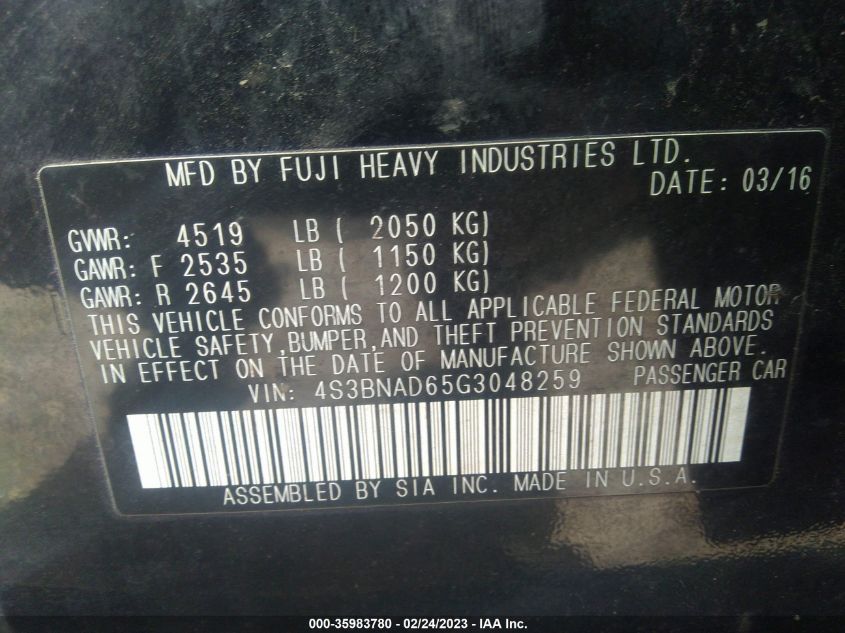 MFD BY FUJI HEAVY INDUSTRIES LTD.
DATE: 03/16
GVWR: 4519 LB ( 2050 KG)
GAWR: F 2535 LB ( 1150 KG)
GAWR: R 2645 LB ( 1200 KG)
THIS VEHICLE CONFORMS TO ALL APPLICABLE FEDERAL MOTOR
VEHICLE SAFETY,BUMPER,AND THEFT PREVENTION STANDARDS
IN EFFECT ON THE DATE OF MANUFACTURE SHOWN ABOVE.
VIN: 4S3BNAD65G3048259 PASSENGER CAR
ASSEMBLED BY SIA INC. MADE IN U.S.A.
000-35983780 - 02/24/2023 - IAA Inc.